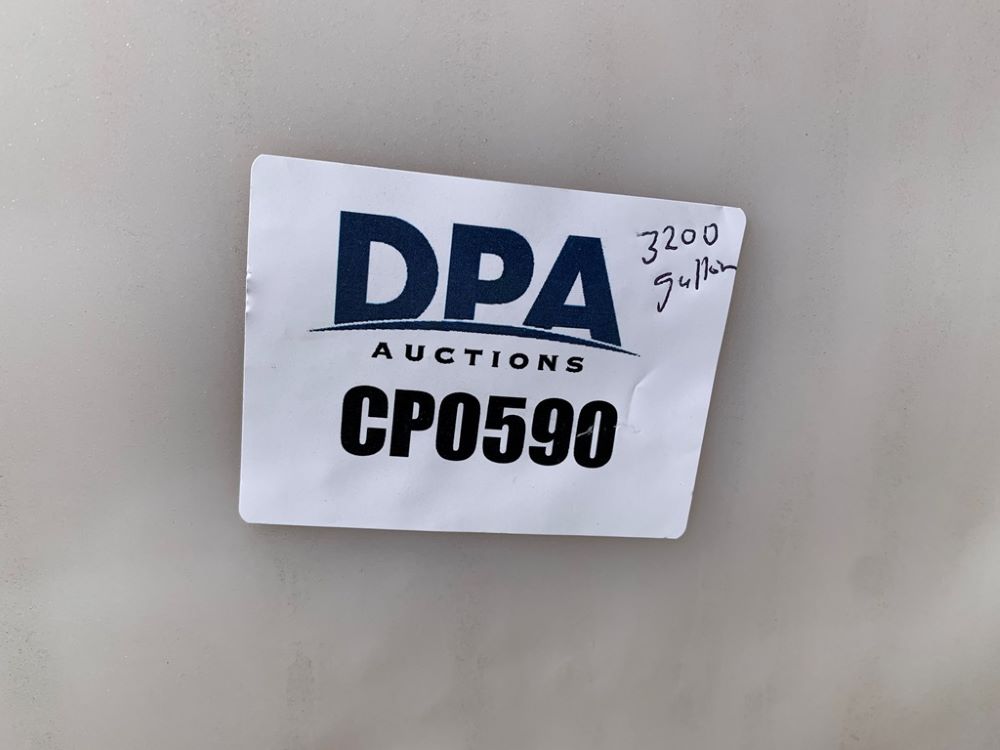 DPA
AUCTIONS
CP0590
3200
gallon